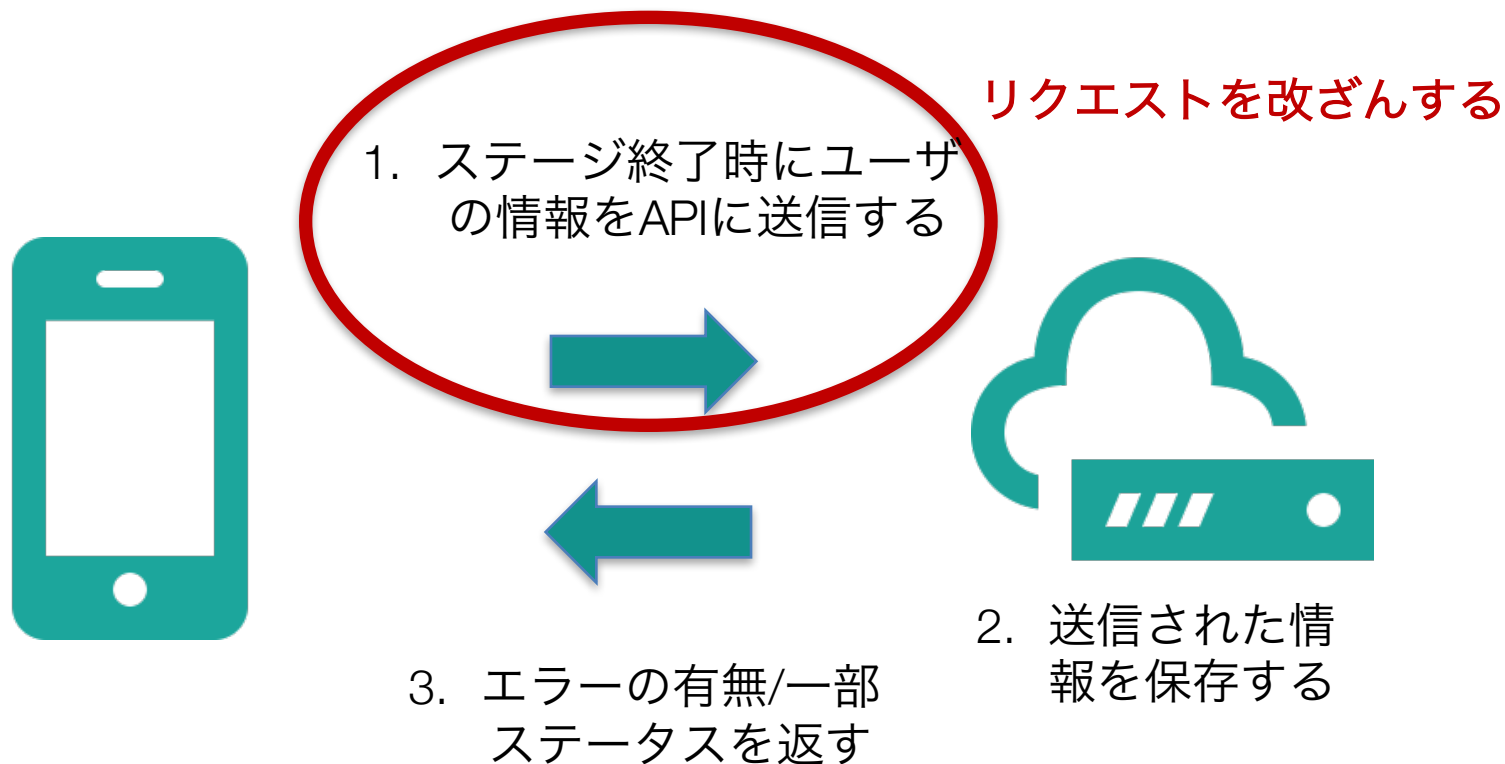 リクエストを改ざんする
1. ステージ終了時にユーザ
の情報をAPIに送信する
2. 送信された情
報を保存する
3. エラーの有無/一部
ステータスを返す